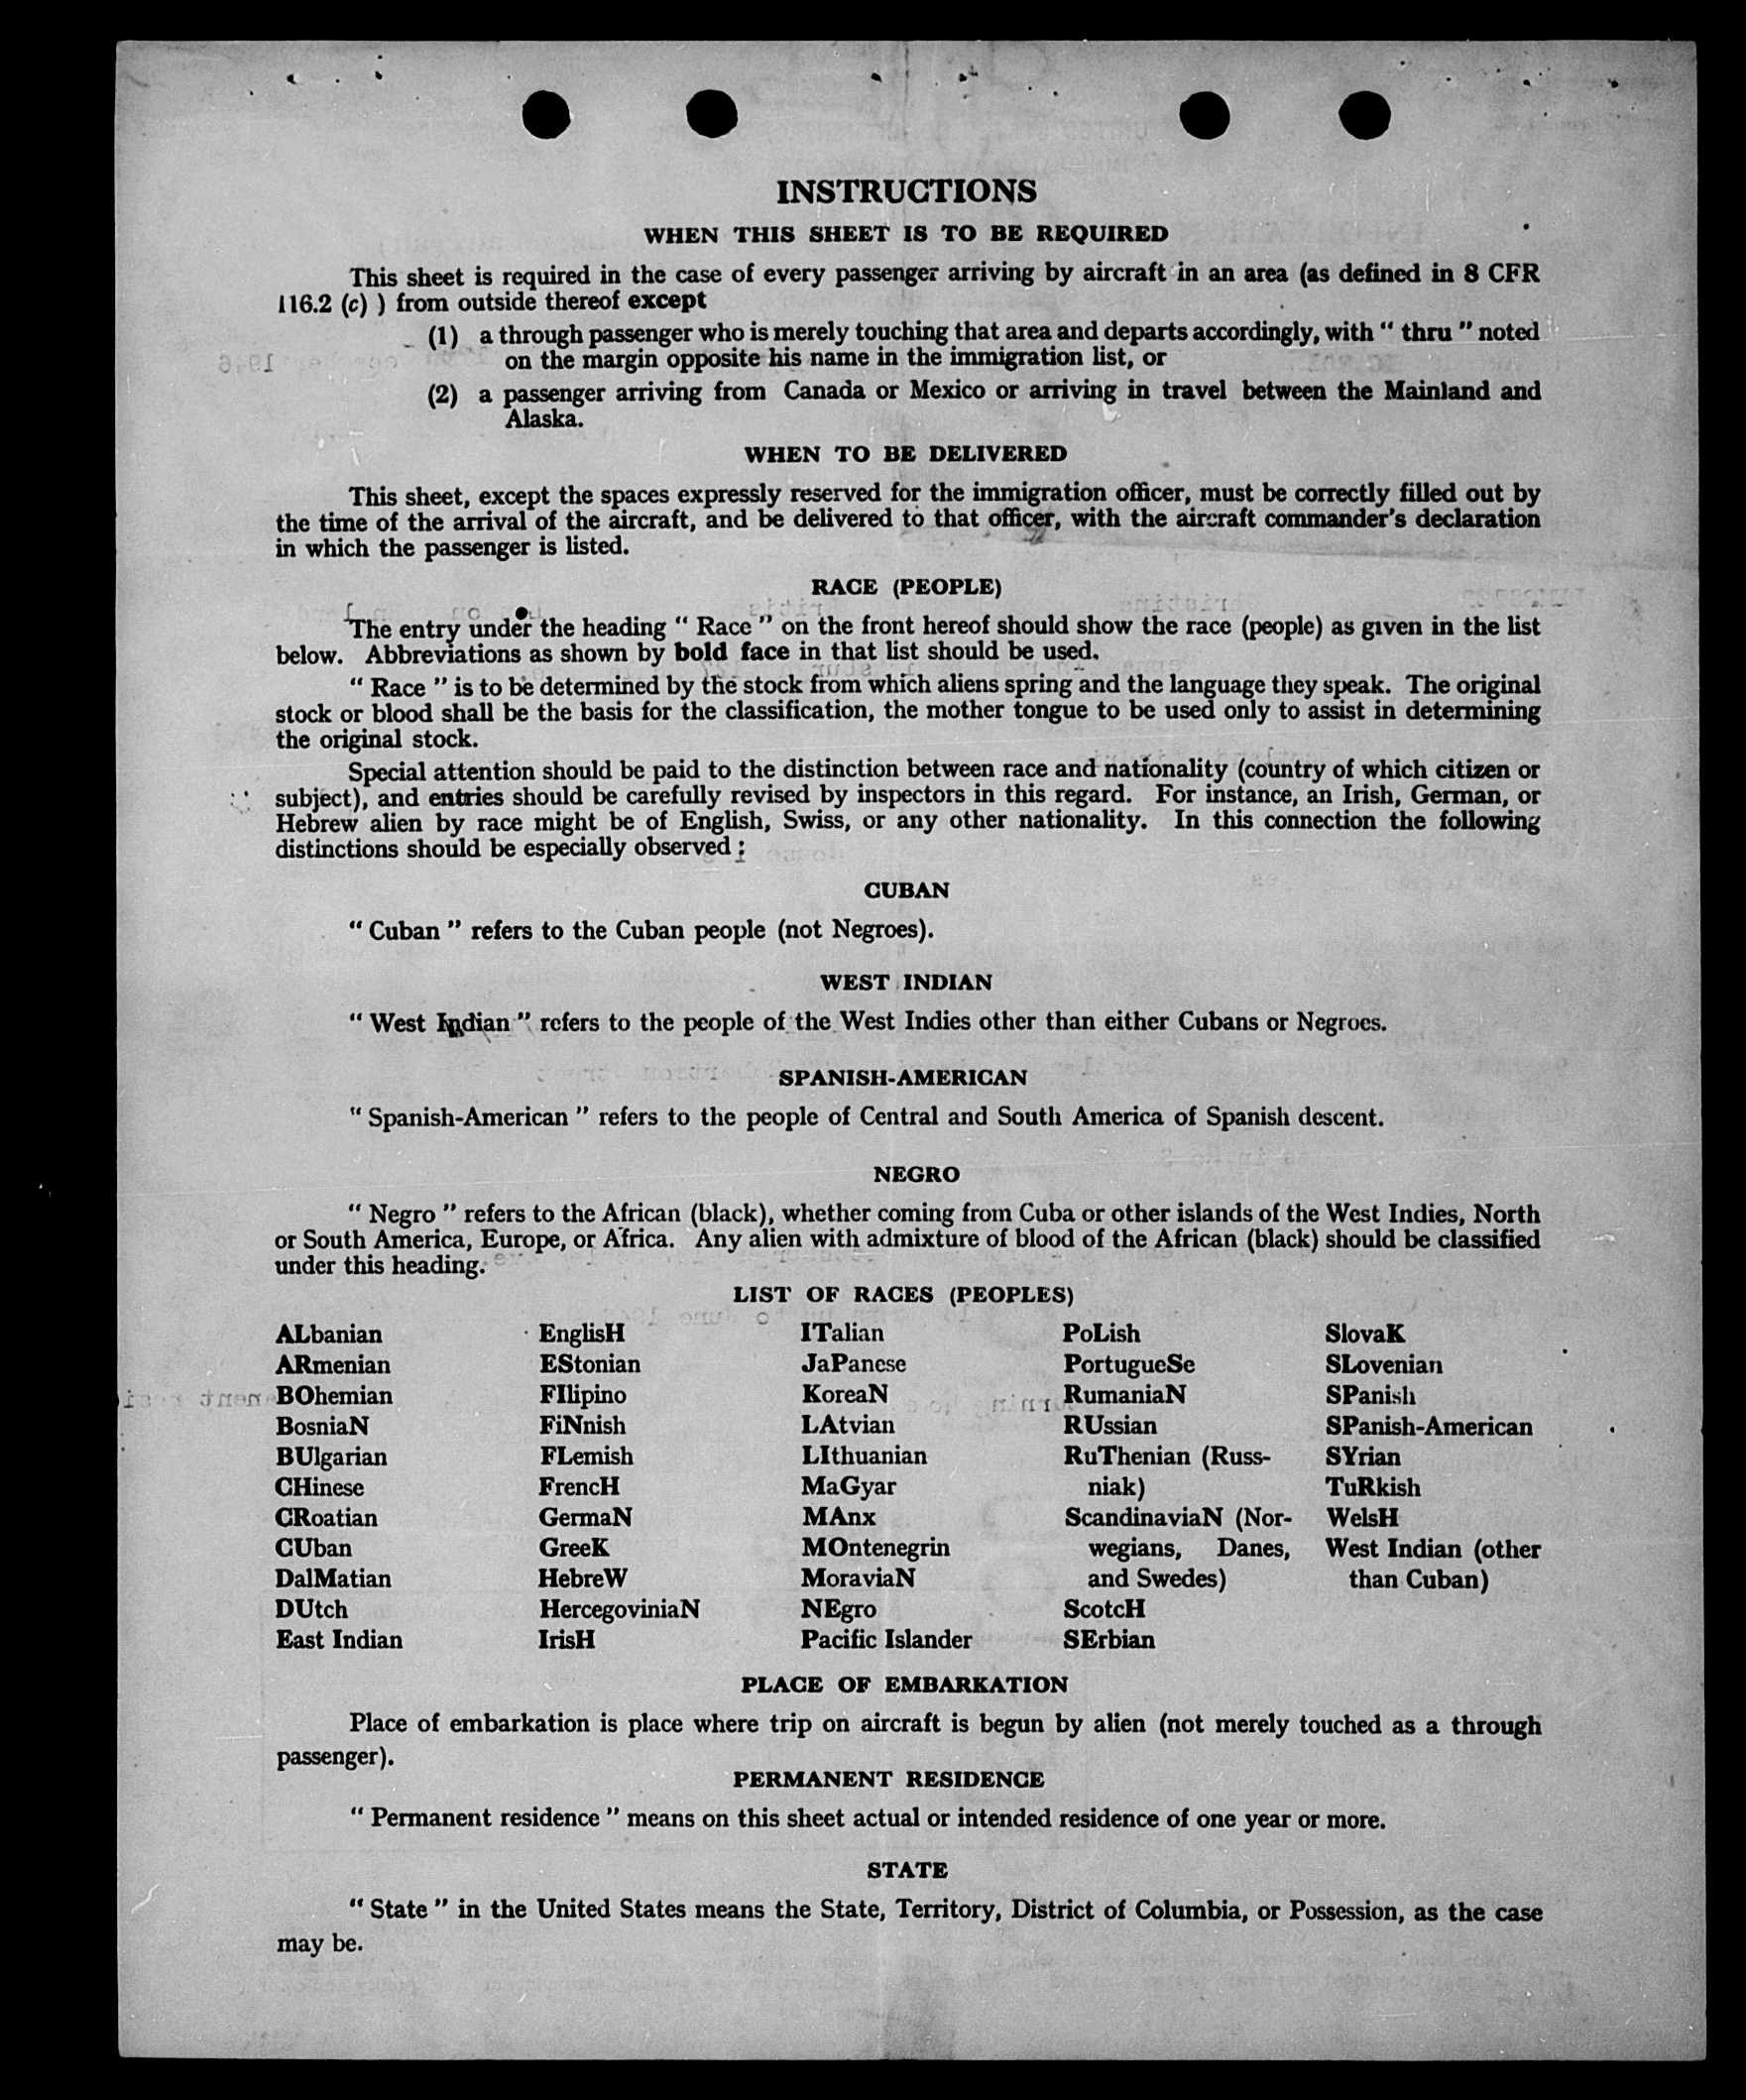 INSTRUCTIONS
WHEN THIS SHEET IS TO BE REQUIRED
This sheet is required in the case of every passenger arriving by aircraft in an area (as defined in 8 CFR
116.2 (c) ) from outside thereof except
(1) a through passenger who is merely touching that area and departs accordingly, with “ thru ” noted
on the margin opposite his name in the immigration list, or
(2) a passenger arriving from Canada or Mexico or arriving in travel between the Mainland and
Alaska.
WHEN TO BE DELIVERED
This sheet, except the spaces expressly reserved for the immigration officer, must be correctly filled out by
the time of the arrival of the aircraft, and be delivered to that officer, with the aircraft commander’s declaration
in which the passenger is listed.
RACE (PEOPLE)
The entry under the heading “ Race ” on the front hereof should show the race (people) as given in the list
below. Abbreviations as shown by bold face in that list should be used.
“ Race ” is to be determined by the stock from which aliens spring and the language they speak. The original
stock or blood shall be the basis for the classification, the mother tongue to be used only to assist in determining
the original stock.
Special attention should be paid to the distinction between race and nationality (country of which citizen or
subject), and entries should be carefully revised by inspectors in this regard. For instance, an Irish, German, or
Hebrew alien by race might be of English, Swiss, or any other nationality. In this connection the following
distinctions should be especially observed :
CUBAN
“ Cuban ” refers to the Cuban people (not Negroes).
WEST INDIAN
“ West Indian ” refers to the people of the West Indies other than either Cubans or Negroes.
SPANISH-AMERICAN
“ Spanish-American ” refers to the people of Central and South America of Spanish descent.
NEGRO
“ Negro ” refers to the African (black), whether coming from Cuba or other islands of the West Indies, North
or South America, Europe, or Africa. Any alien with admixture of blood of the African (black) should be classified
under this heading.
LIST OF RACES (PEOPLES)
ALbanian
ARmenian
BOhemian
BosniaN
BUlgarian
CHinese
CRoatian
CUban
DalMatian
DUtch
East Indian
EnglisH
EStonian
FIlipino
FiNnish
FLemish
FrencH
GermaN
GreeK
HebreW
HercegoviniaN
IrisH
ITalian
JaPanese
KoreaN
LAtvian
LIthuanian
MaGyar
MAnx
MOntenegrin
MoraviaN
NEgro
Pacific Islander
PoLish
PortugueSe
RumaniaN
RUssian
RuThenian (Russ-
niak)
ScandinaviaN (Nor-
wegians, Danes,
and Swedes)
ScotcH
SErbian
SlovaK
SLovenian
SPanish
SPanish-American
SYrian
TuRkish
WelsH
West Indian (other
than Cuban)
PLACE OF EMBARKATION
Place of embarkation is place where trip on aircraft is begun by alien (not merely touched as a through
passenger).
PERMANENT RESIDENCE
“ Permanent residence ” means on this sheet actual or intended residence of one year or more.
STATE
“ State ” in the United States means the State, Territory, District of Columbia, or Possession, as the case
may be.